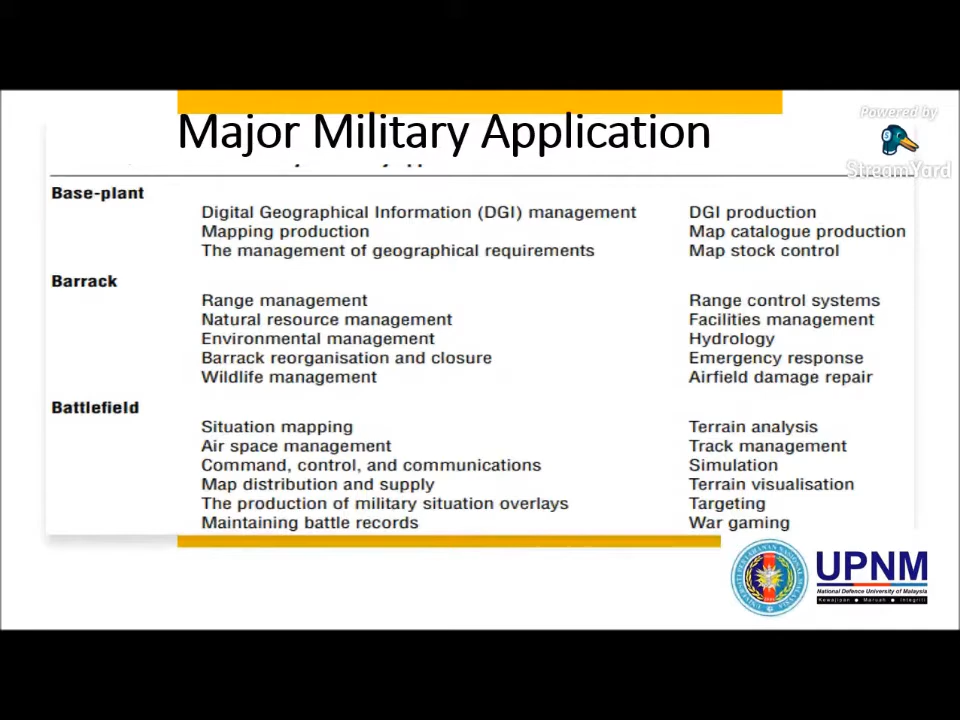 Major Military Application
Powered by
StreamYard
Base-plant
Digital Geographical Information (DGI) management DGI production
Mapping production Map catalogue production
The management of geographical requirements Map stock control
Barrack
Range management Range control systems
Natural resource management Facilities management
Environmental management Hydrology
Barrack reorganisation and closure Emergency response
Wildlife management Airfield damage repair
Battlefield
Situation mapping Terrain analysis
Air space management Track management
Command, control, and communications Simulation
Map distribution and supply Terrain visualisation
The production of military situation overlays Targeting
Maintaining battle records War gaming
UPNM
National Defence University of Malaysia
Kewajipan ● Maruah ● Integriti